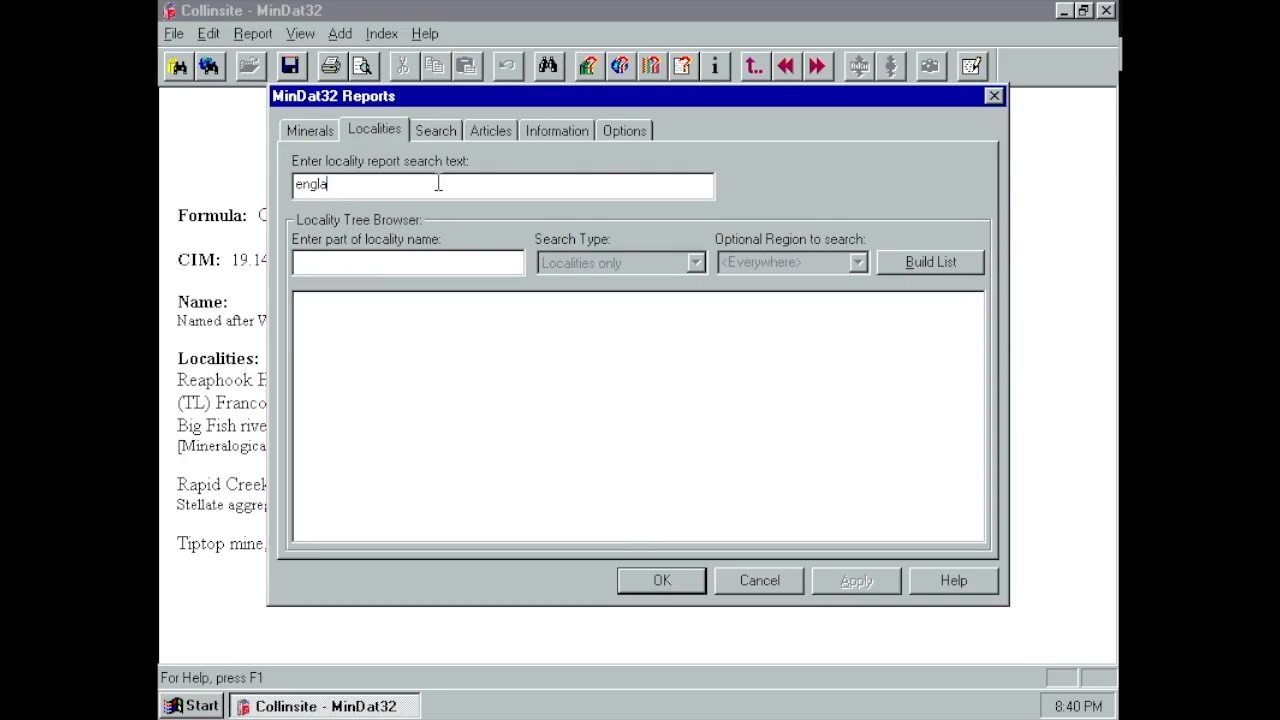 Collinsite - MinDat32
File Edit Report View Add Index Help
MinDat32 Reports
Minerals Localities Search Articles Information Options
Enter locality report search text:
engla
Locality Tree Browser:
Enter part of locality name: Search Type: Optional Region to search:
Localities only <Everywhere> Build List
Formula:
CIM: 19.14
Name:
Named after
Localities:
Reaphook
(TL) Franco
Big Fish rive
[Mineralogica
Rapid Creek
Stellate aggre
Tiptop mine,
OK Cancel Apply Help
For Help, press F1
Start Collinsite - MinDat32 8:40 PM